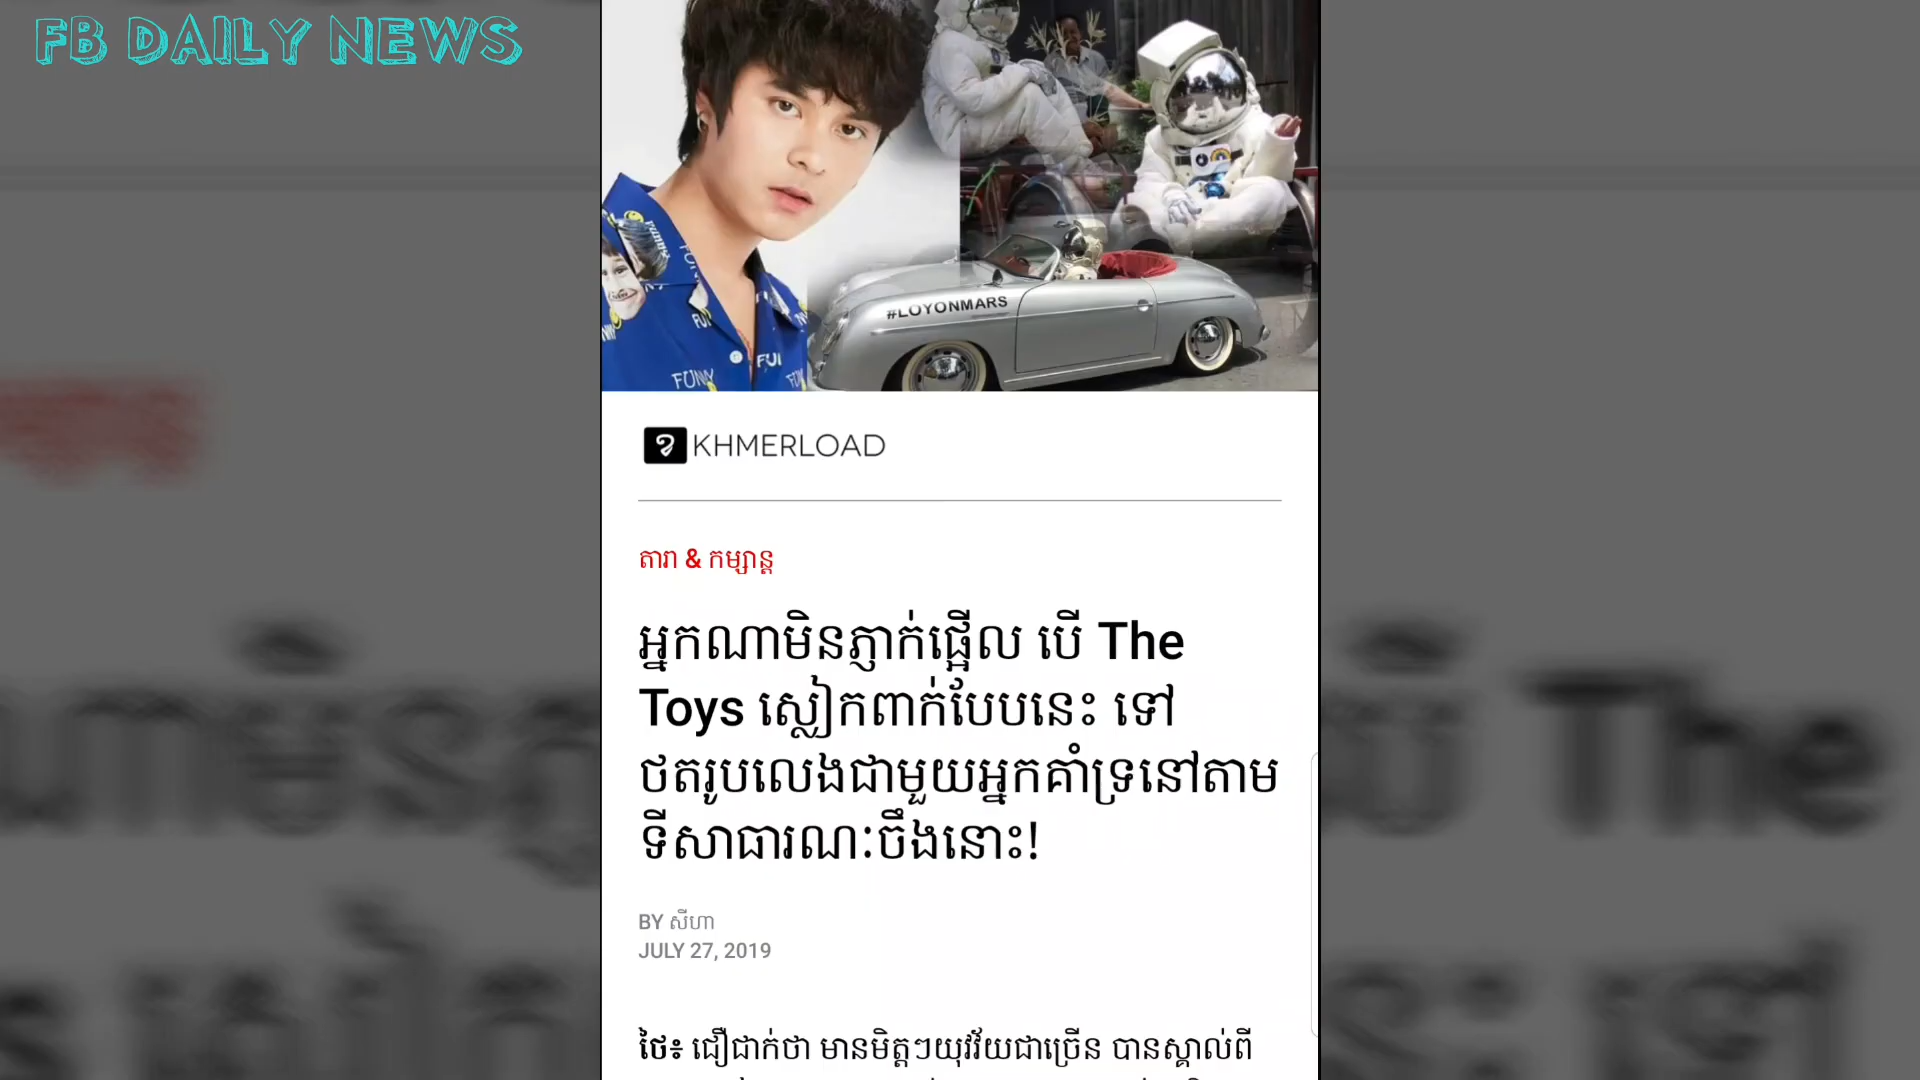 FB DAILY NEWS
#LOYONMARS
FUNNY
KHMERLOAD
តារា & កម្សាន្ត
អ្នកណាមិនភ្ញាក់ផ្អើល បើ The
Toys ស្លៀកពាក់បែបនេះ ទៅ
ថតរូបលេងជាមួយអ្នកគាំទ្រនៅតាម
ទីសាធារណៈចឹងនោះ!
BY សីហា
JULY 27, 2019
ថៃ៖ ជឿជាក់ថា មានមិត្តៗយុវវ័យជាច្រើន បានស្គាល់ពី